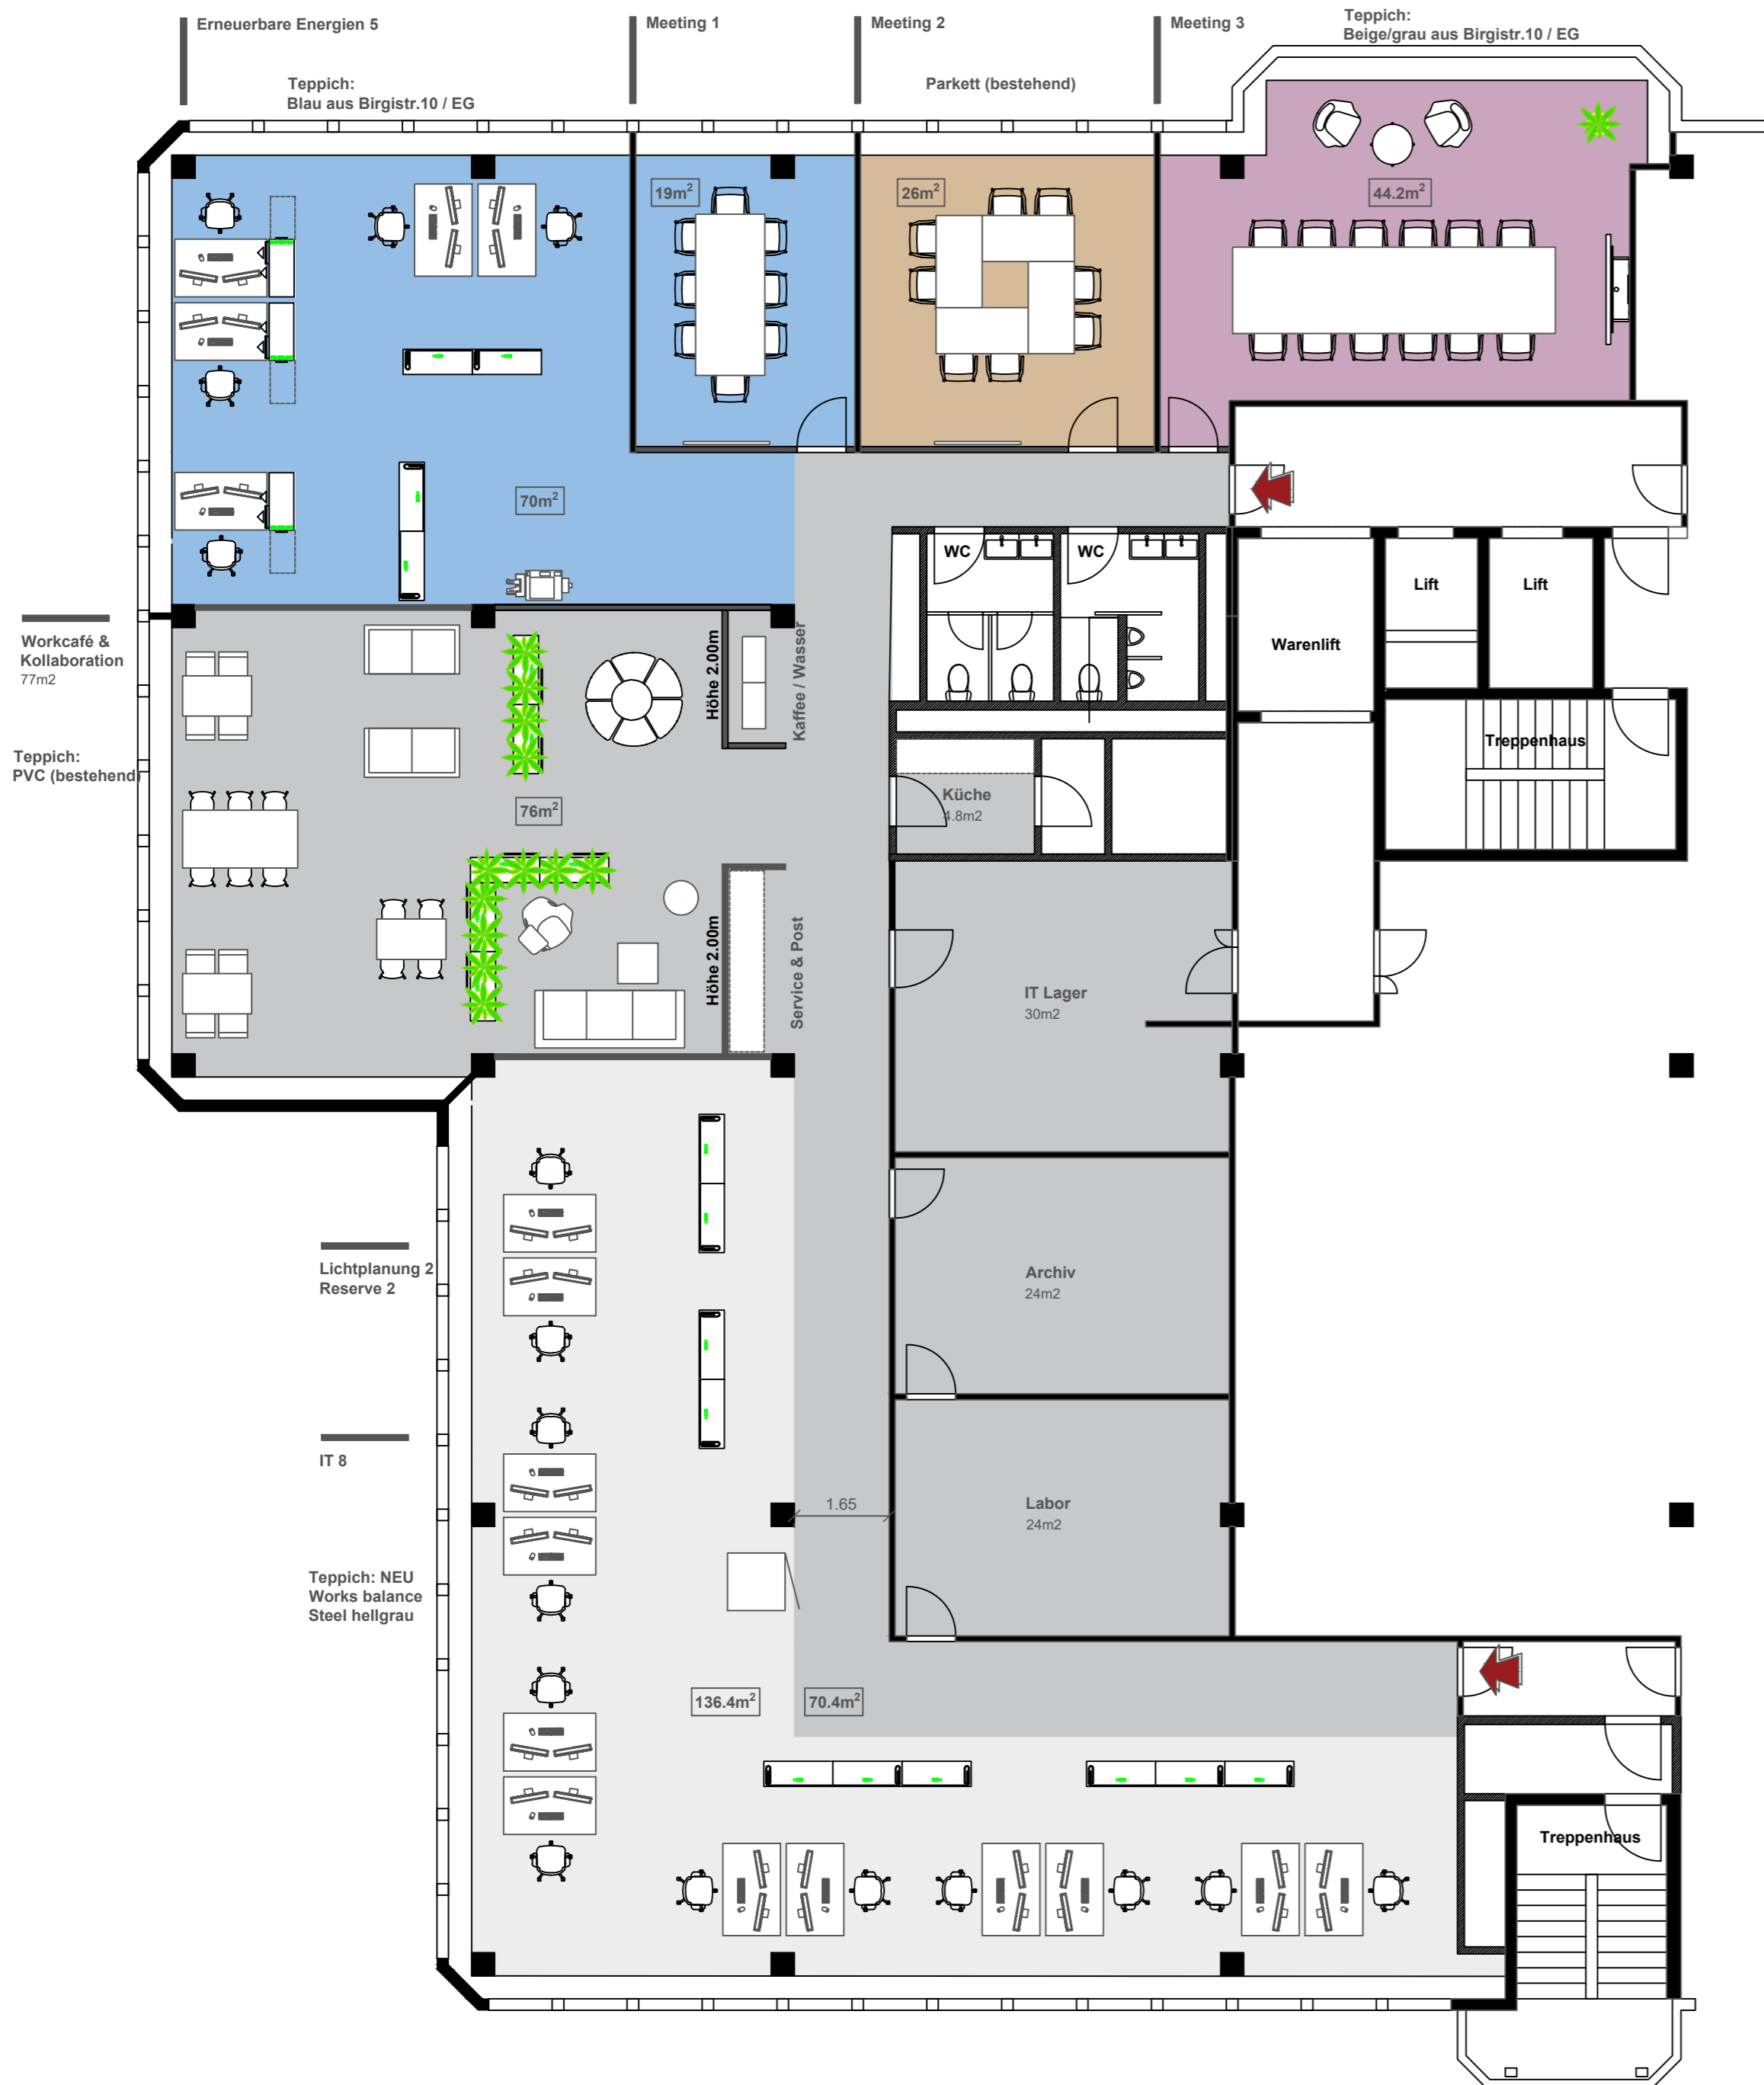 Erneuerbare Energien 5
Meeting 1
Meeting 2
Meeting 3
Teppich:
Beige/grau aus Birgistr.10 / EG
Teppich:
Blau aus Birgistr.10 / EG
Parkett (bestehend)
19m²
26m²
44.2m²
70m²
WC
WC
Lift
Lift
Warenlift
Workcafé &
Kollaboration
77m2
Höhe 2.00m
Kaffee / Wasser
Teppich:
PVC (bestehend)
Treppenhaus
76m²
Küche
4.8m2
Höhe 2.00m
Service & Post
IT Lager
30m2
Lichtplanung 2
Reserve 2
Archiv
24m2
IT 8
1.65
Labor
24m2
Teppich: NEU
Works balance
Steel hellgrau
136.4m²
70.4m²
Treppenhaus